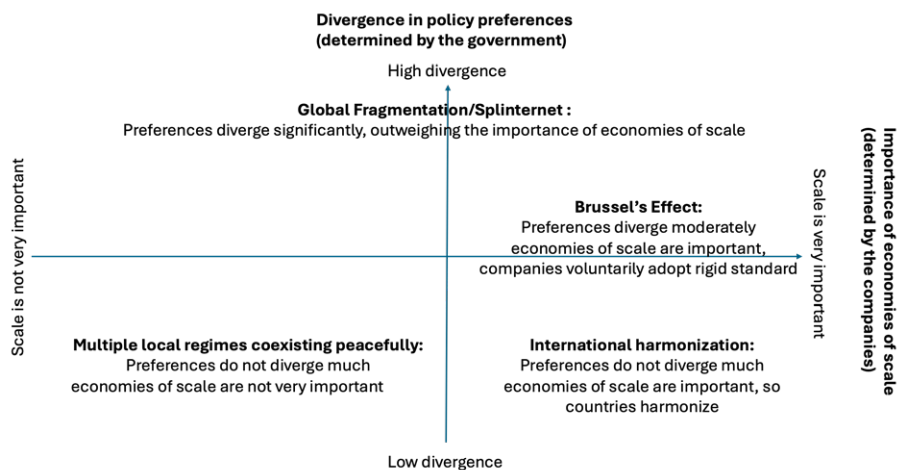 Divergence in policy preferences
(determined by the government)
High divergence
Global Fragmentation/Splinternet :
Preferences diverge significantly, outweighing the importance of economies of scale
Scale is not very important
Brussel’s Effect:
Preferences diverge moderately
economies of scale are important,
companies voluntarily adopt rigid standard
Scale is very important
Importance of economies of scale
(determined by the companies)
Multiple local regimes coexisting peacefully:
Preferences do not diverge much
economies of scale are not very important
International harmonization:
Preferences do not diverge much
economies of scale are important, so
countries harmonize
Low divergence